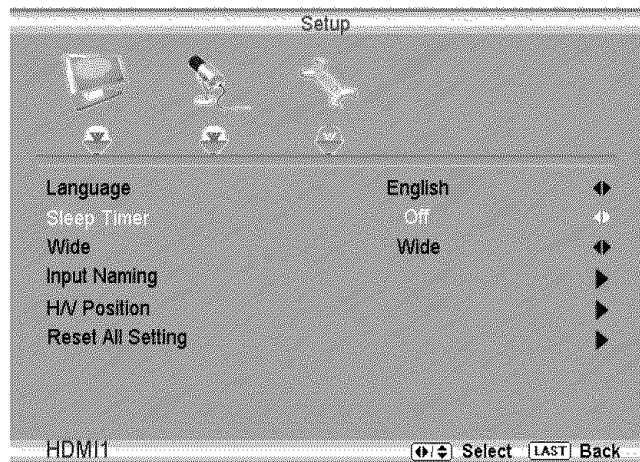 Setup
Language English
Sleep Timer Off
Wide Wide
Input Naming
H/V Position
Reset All Setting
HDMI1 Select LAST Back